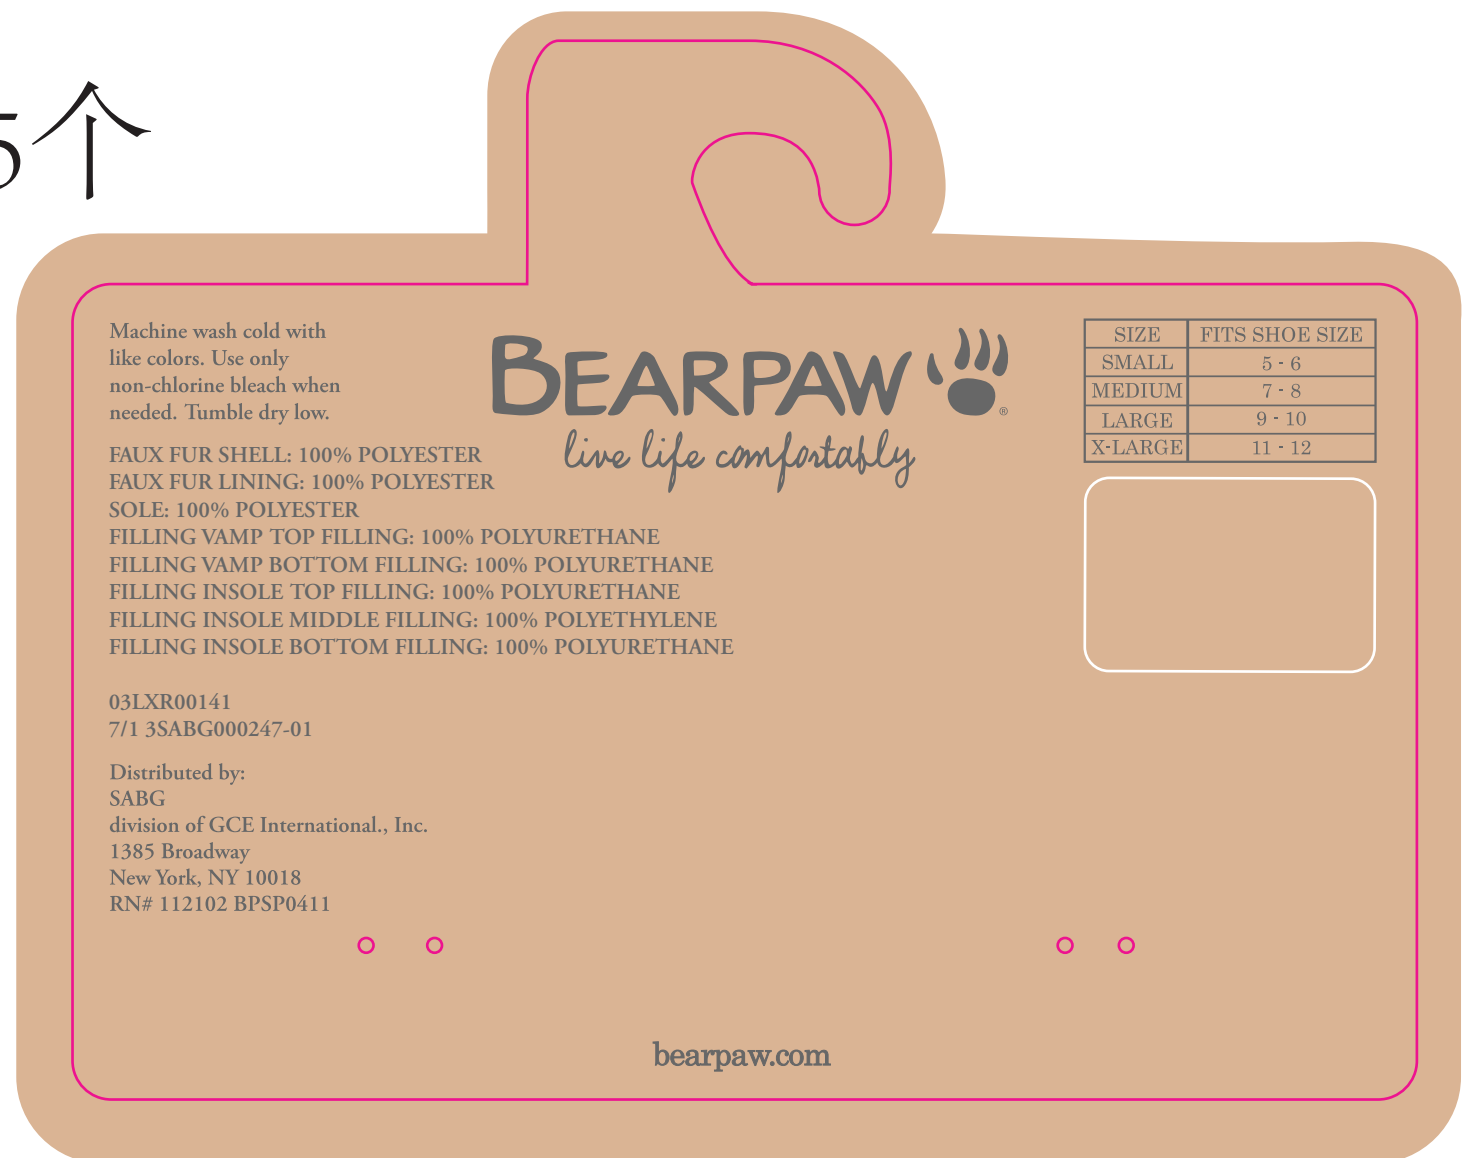 5个
Machine wash cold with
like colors. Use only
non-chlorine bleach when
needed. Tumble dry low.
FAUX FUR SHELL: 100% POLYESTER
FAUX FUR LINING: 100% POLYESTER
SOLE: 100% POLYESTER
FILLING VAMP TOP FILLING: 100% POLYURETHANE
FILLING VAMP BOTTOM FILLING: 100% POLYURETHANE
FILLING INSOLE TOP FILLING: 100% POLYURETHANE
FILLING INSOLE MIDDLE FILLING: 100% POLYETHYLENE
FILLING INSOLE BOTTOM FILLING: 100% POLYURETHANE
03LXR00141
7/1 3SABG000247-01
Distributed by:
SABG
division of GCE International., Inc.
1385 Broadway
New York, NY 10018
RN# 112102 BPSP0411
BEARPAW ®
live life comfortably
SIZE FITS SHOE SIZE
SMALL 5 - 6
MEDIUM 7 - 8
LARGE 9 - 10
X-LARGE 11 - 12
bearpaw.com